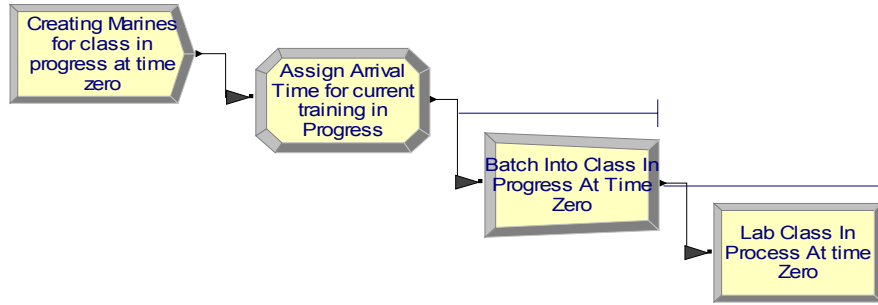 Creating Marines
for class in
progress at time
zero
Assign Arrival
Time for current
training in
Progress
Batch Into Class In
Progress At Time
Zero
Lab Class In
Process At time
Zero